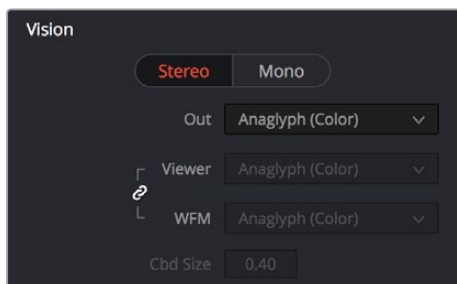 Vision
Stereo Mono
Out Anaglyph (Color)
Viewer Anaglyph (Color)
WFM Anaglyph (Color)
Cbd Size 0.40